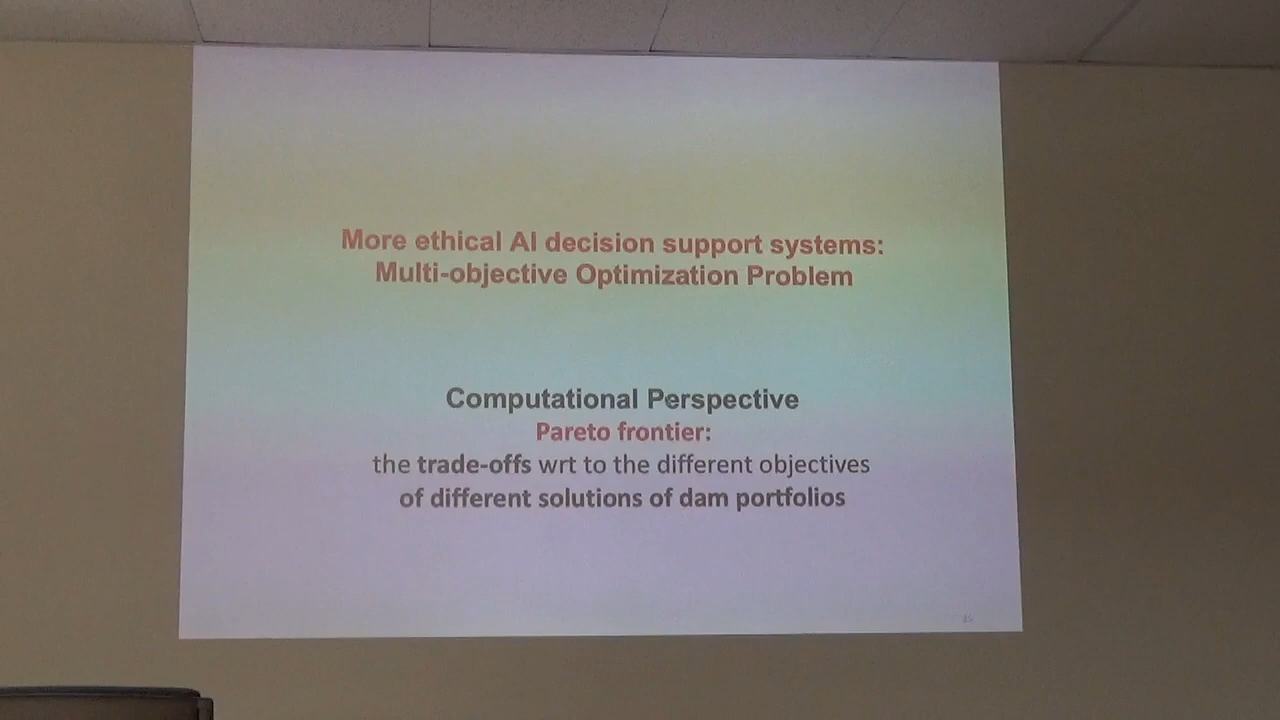 More ethical AI decision support systems:
Multi-objective Optimization Problem
Computational Perspective
Pareto frontier:
the trade-offs wrt to the different objectives
of different solutions of dam portfolios